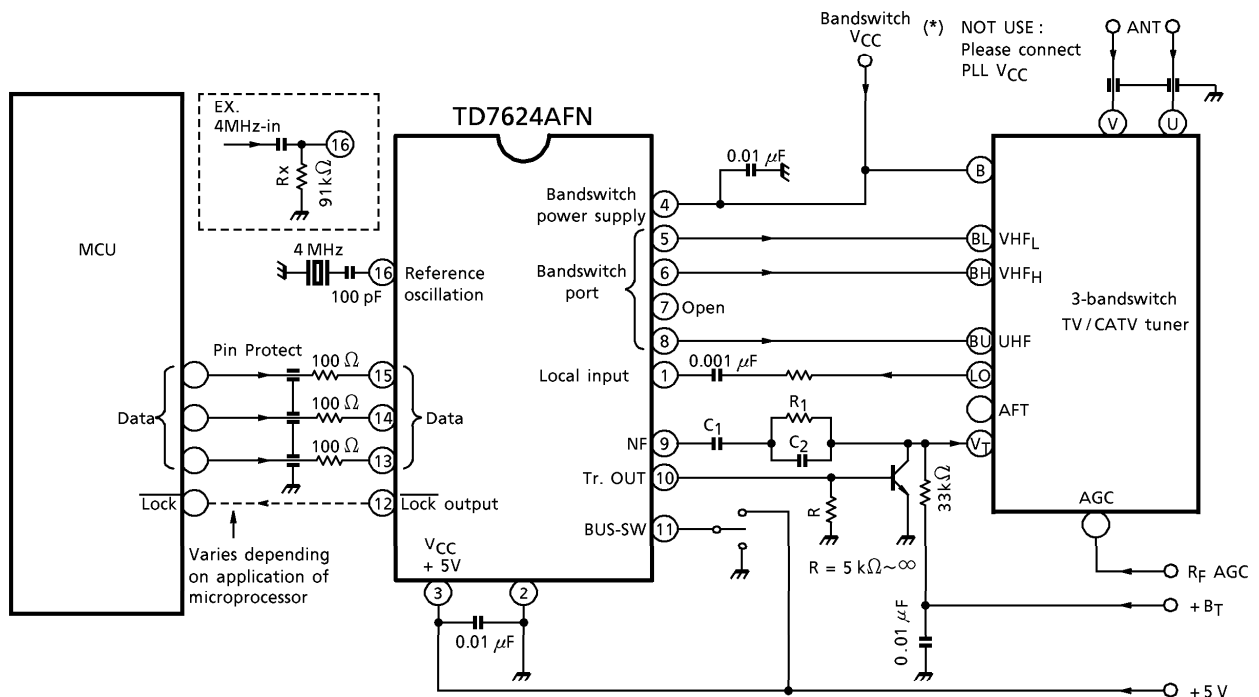 Bandswitch
VCC
(*) NOT USE :
Please connect
PLL VCC
ANT
V
U
EX.
4MHz-in
16
Rx
91kΩ
TD7624AFN
0.01 μF
B
Bandswitch
power supply
4
MCU
5
BL
VHFL
4 MHz
16
100 pF
Reference
oscillation
Bandswitch
port
6
BH
VHFH
7
Open
3-bandswitch
TV/CATV tuner
8
BU
UHF
Pin Protect
100 Ω
15
Local input
1
0.001 μF
LO
Data
100 Ω
14
Data
R1
AFT
C1
C2
100 Ω
13
NF
9
VT
Tr. OUT
10
Lock
12
Lock output
R
33kΩ
AGC
BUS-SW
11
Varies depending
on application of
microprocessor
VCC
+ 5V
R = 5 kΩ~∞
3
2
RF AGC
0.01 μF
+BT
0.01 μF
+5 V